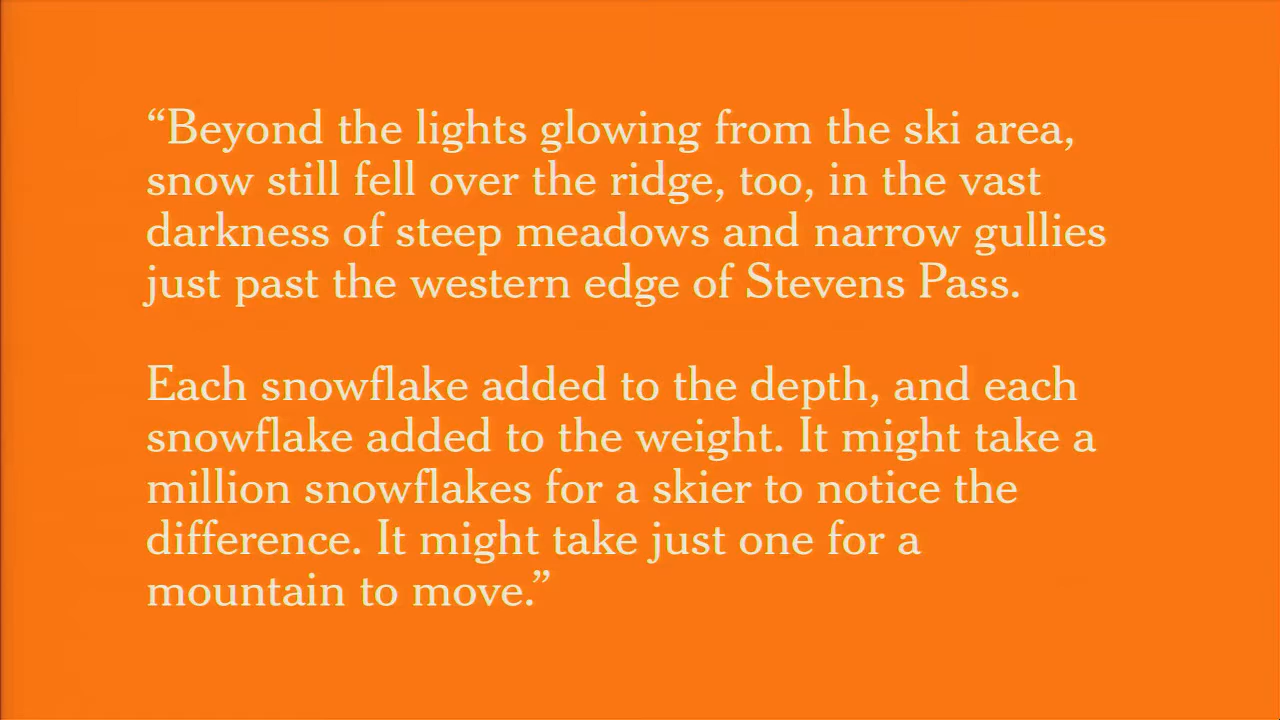 “Beyond the lights glowing from the ski area,
snow still fell over the ridge, too, in the vast
darkness of steep meadows and narrow gullies
just past the western edge of Stevens Pass.
Each snowflake added to the depth, and each
snowflake added to the weight. It might take a
million snowflakes for a skier to notice the
difference. It might take just one for a
mountain to move.”